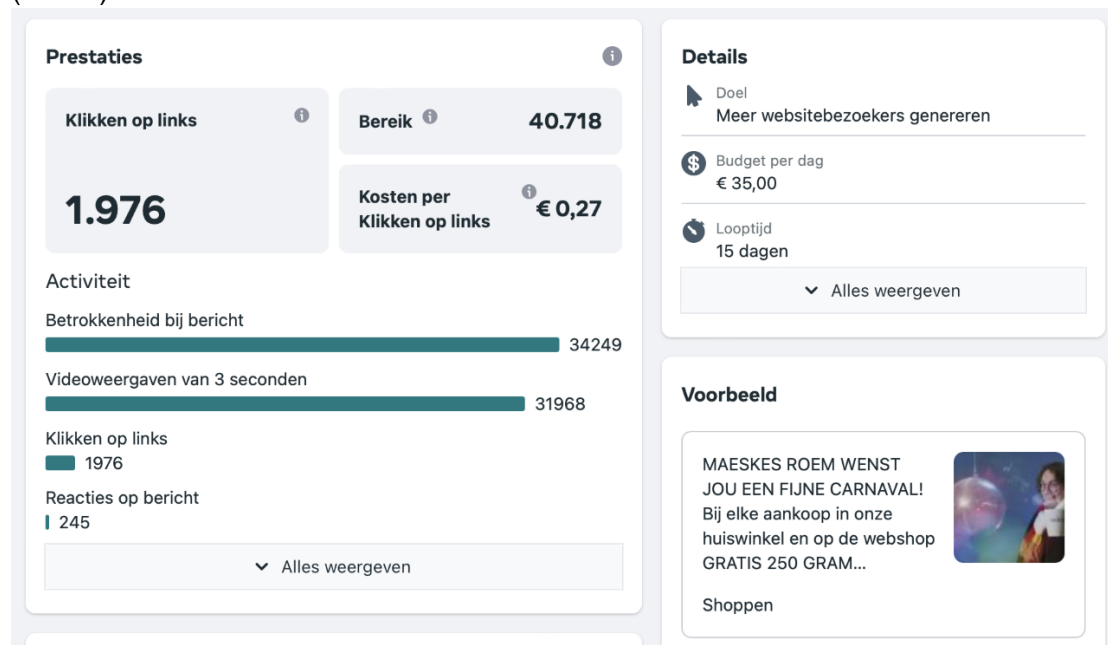 Prestaties
Klikken op links
1.976
Bereik
40.718
Kosten per
Klikken op links
€ 0,27
Activiteit
Betrokkenheid bij bericht
34249
Videoweergaven van 3 seconden
31968
Klikken op links
1976
Reacties op bericht
245
Alles weergeven
Details
Doel
Meer websitebezoekers genereren
Budget per dag
€ 35,00
Looptijd
15 dagen
Alles weergeven
Voorbeeld
MAESKES ROEM WENST
JOU EEN FIJNE CARNAVAL!
Bij elke aankoop in onze
huiswinkel en op de webshop
GRATIS 250 GRAM...
Shoppen